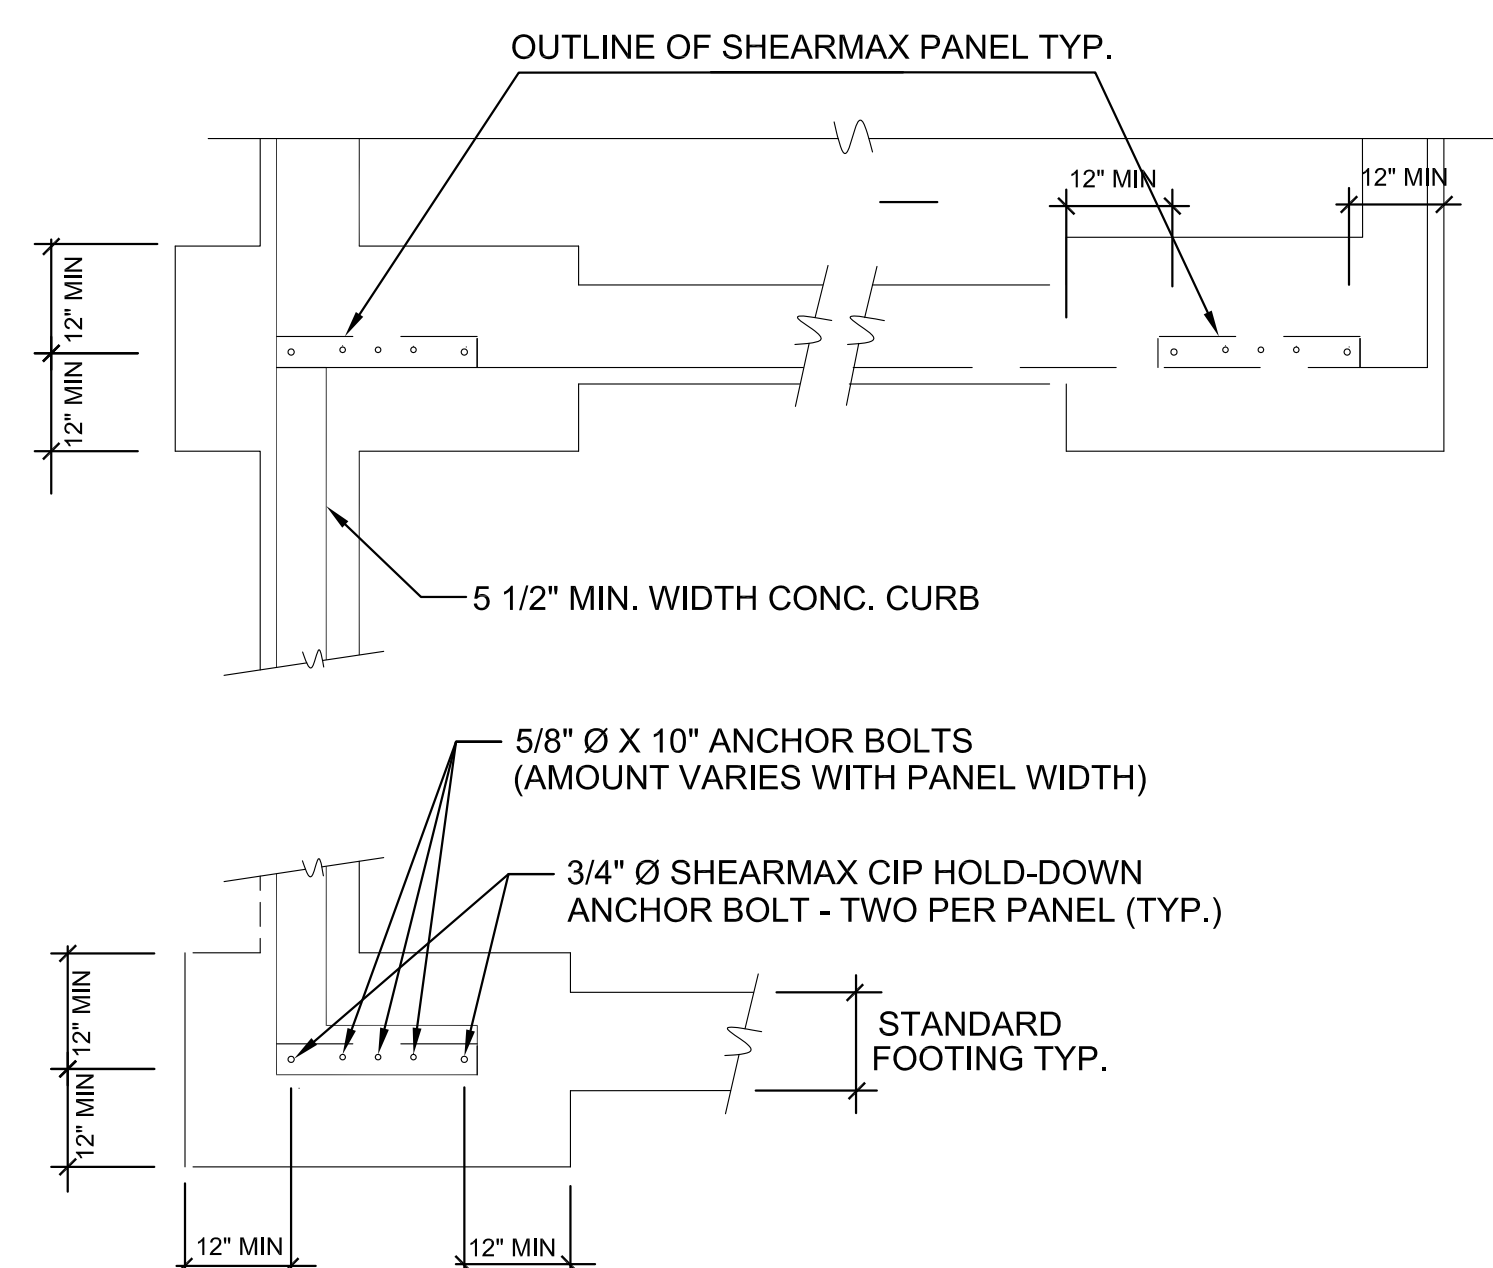 OUTLINE OF SHEARMAX PANEL TYP.
12" MIN
12" MIN
12" MIN
12" MIN
5 1/2" MIN. WIDTH CONC. CURB
5/8" Ø X 10" ANCHOR BOLTS
(AMOUNT VARIES WITH PANEL WIDTH)
3/4" Ø SHEARMAX CIP HOLD-DOWN
ANCHOR BOLT - TWO PER PANEL (TYP.)
12" MIN
12" MIN
STANDARD
FOOTING TYP.
12" MIN
12" MIN